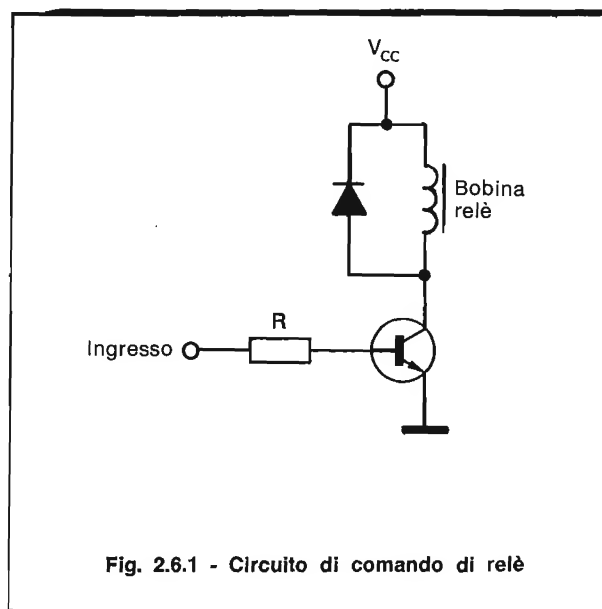 V_CC
Bobina
relè
R
Ingresso
Fig. 2.6.1 - Circuito di comando di relè